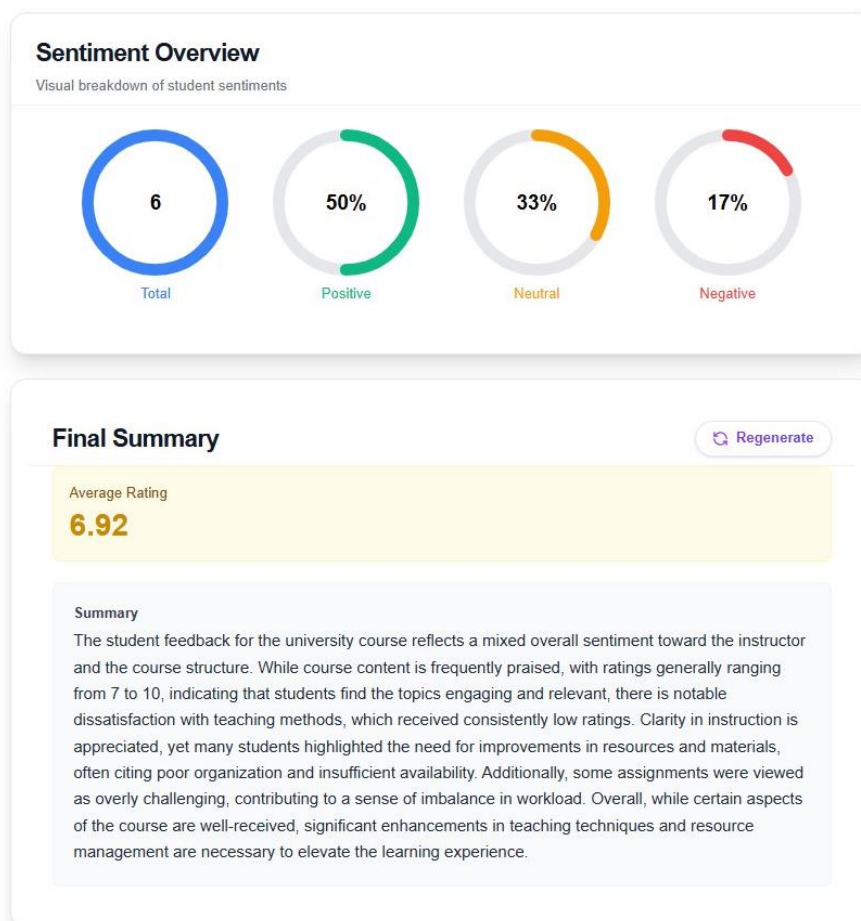 Sentiment Overview
Visual breakdown of student sentiments
6
50%
33%
17%
Total
Positive
Neutral
Negative
Final Summary
Regenerate
Average Rating
6.92
Summary
The student feedback for the university course reflects a mixed overall sentiment toward the instructor
and the course structure. While course content is frequently praised, with ratings generally ranging
from 7 to 10, indicating that students find the topics engaging and relevant, there is notable
dissatisfaction with teaching methods, which received consistently low ratings. Clarity in instruction is
appreciated, yet many students highlighted the need for improvements in resources and materials,
often citing poor organization and insufficient availability. Additionally, some assignments were viewed
as overly challenging, contributing to a sense of imbalance in workload. Overall, while certain aspects
of the course are well-received, significant enhancements in teaching techniques and resource
management are necessary to elevate the learning experience.